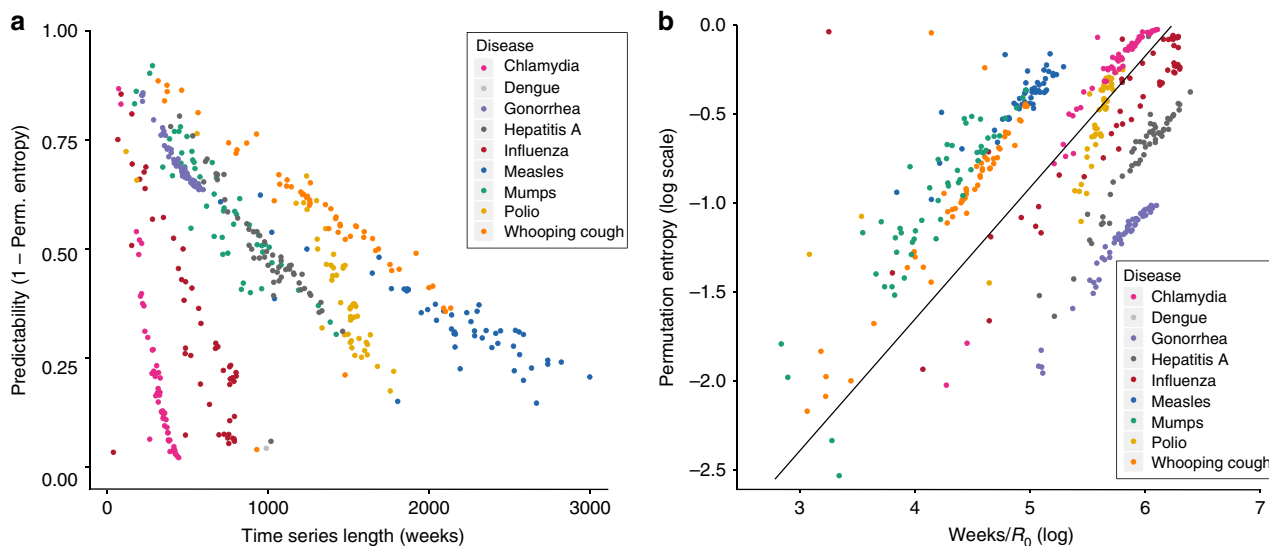 a
Predictability (1 – Perm. entropy)
1.00
0.75
0.50
0.25
0.00
0
1000
2000
3000
Time series length (weeks)
Disease
Chlamydia
Dengue
Gonorrhea
Hepatitis A
Influenza
Measles
Mumps
Polio
Whooping cough
b
Permutation entropy (log scale)
0.0
−0.5
−1.0
−1.5
−2.0
−2.5
3
4
5
6
7
Weeks/R0 (log)
Disease
Chlamydia
Dengue
Gonorrhea
Hepatitis A
Influenza
Measles
Mumps
Polio
Whooping cough